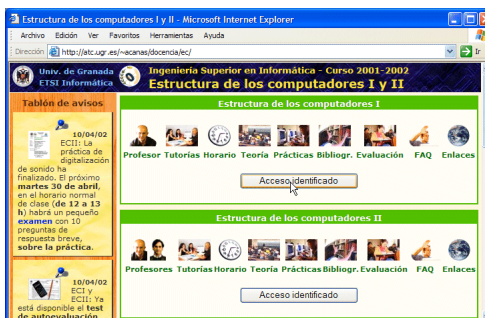 Estructura de los computadores I y II - Microsoft Internet Explorer
Archivo Edición Ver Favoritos Herramientas Ayuda
Dirección http://atc.ugr.es/~acanas/docencia/ec/ Ir
Univ. de Granada
ETSI Informática
Ingeniería Superior en Informática - Curso 2001-2002
Estructura de los computadores I y II
Tablón de avisos
10/04/02
ECII: La
práctica de
digitalización
de sonido ha
finalizado. El próximo
martes 30 de abril,
en el horario normal
de clase (de 12 a 13
h) habrá un pequeño
examen con 10
preguntas de
respuesta breve,
sobre la práctica.
10/04/02
ECI y
ECII: Ya
está disponible el test
de autoevaluación
Estructura de los computadores I
Profesor Tutorías Horario Teoría Prácticas Bibliogr. Evaluación FAQ Enlaces
Acceso identificado
Estructura de los computadores II
Profesores Tutorías Horario Teoría Prácticas Bibliogr. Evaluación FAQ Enlaces
Acceso identificado